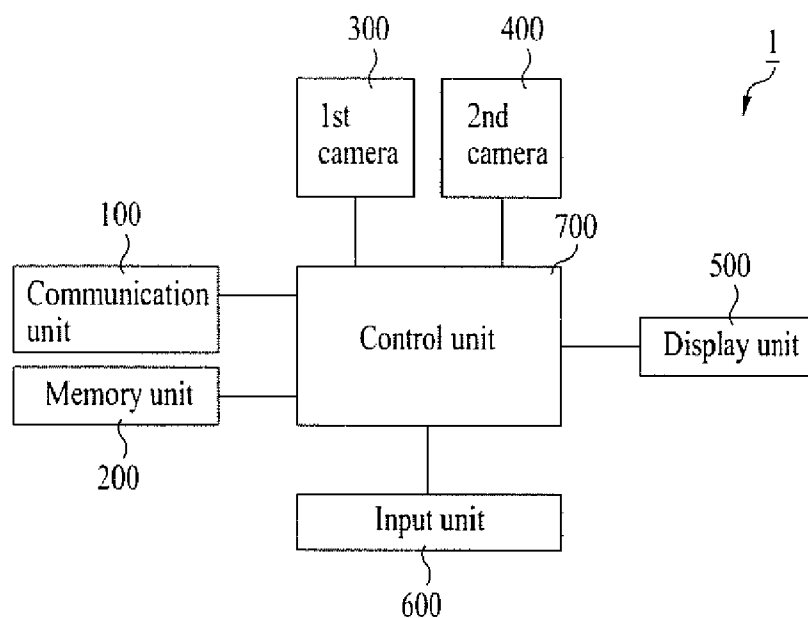 300
400
1
1st
camera
2nd
camera
100
700
Communication
unit
500
Control unit
Display unit
Memory unit
200
Input unit
600